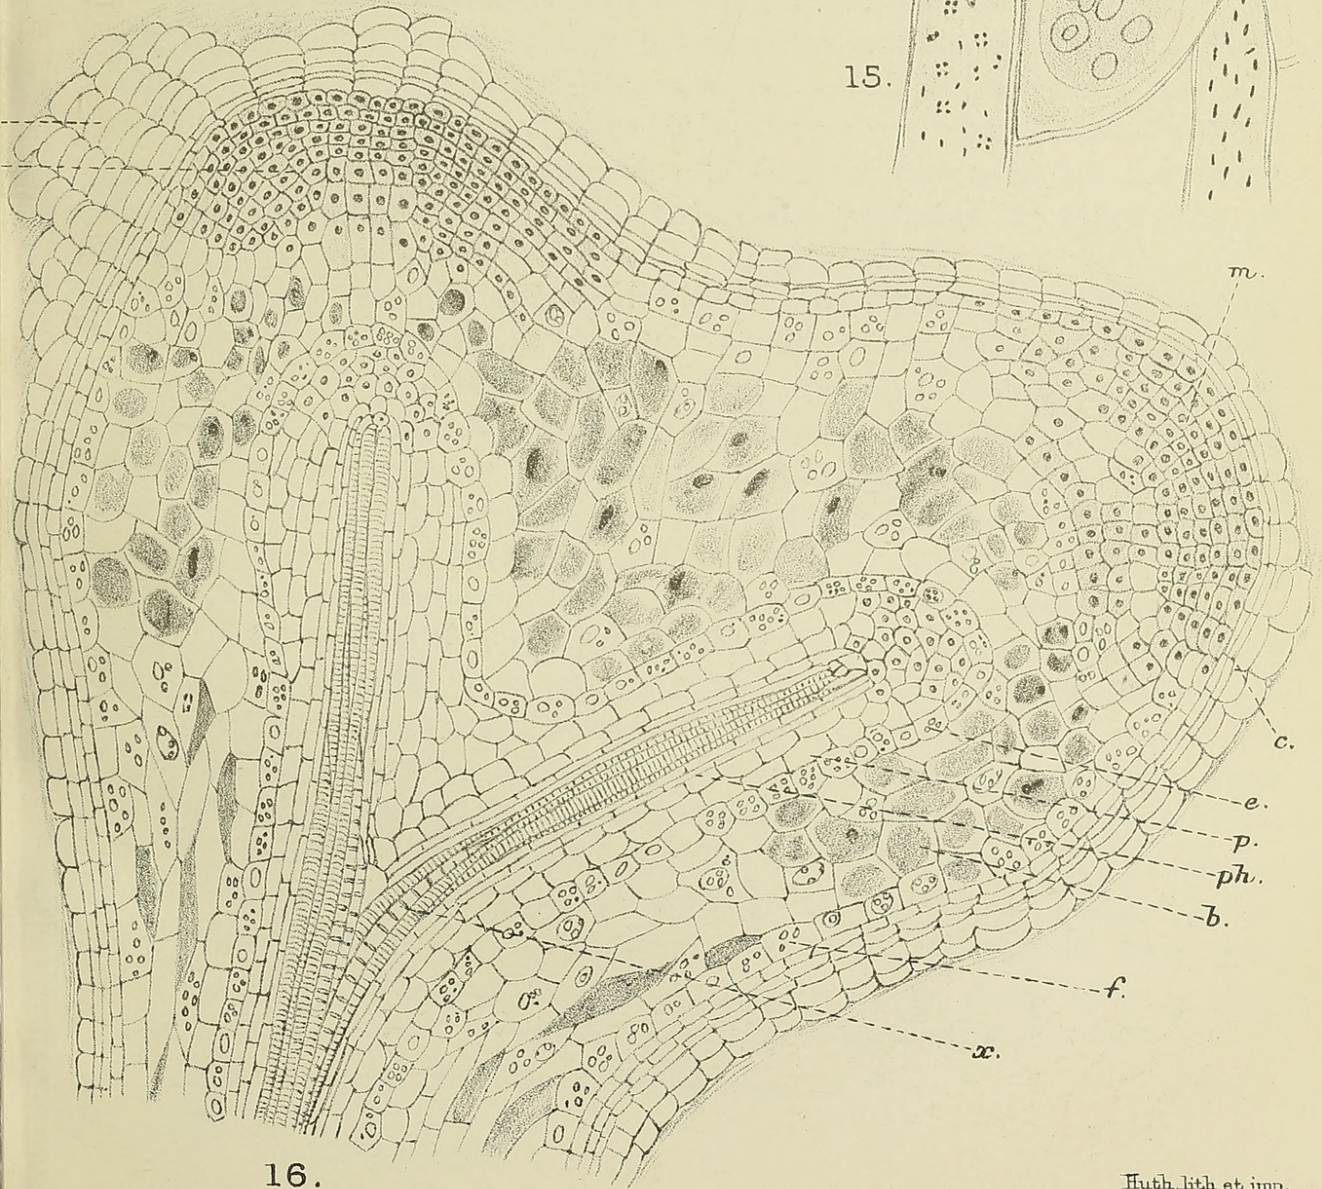 15.
m.
c.
e.
p.
ph.
b.
f.
x.
16.
Huth, lith et imp.